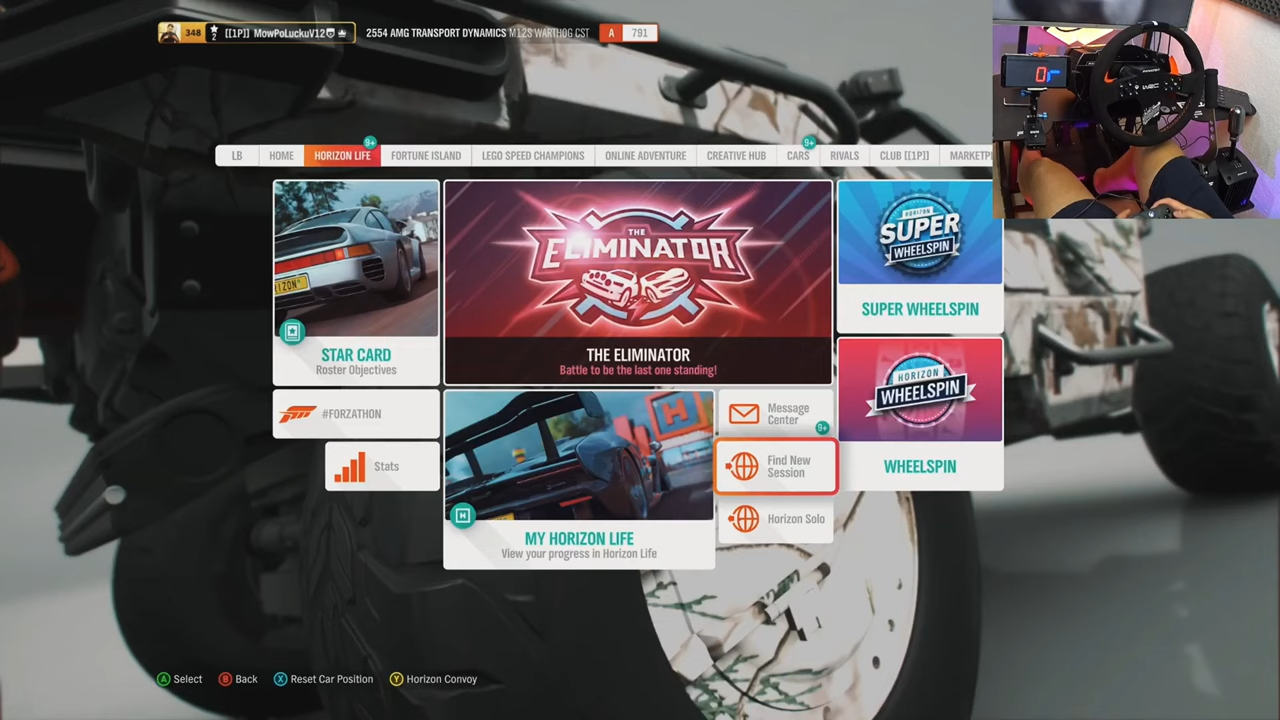 348 2 [[1P]] MowPoLuckuV12
2554 AMG TRANSPORT DYNAMICS M12S WARTHOG CST A 791
9+
9+
LB HOME HORIZON LIFE FORTUNE ISLAND LEGO SPEED CHAMPIONS ONLINE ADVENTURE CREATIVE HUB CARS RIVALS CLUB [[1P]] MARKETP
STAR CARD
Roster Objectives
#FORZATHON
Stats
THE
ELIMINATOR
THE ELIMINATOR
Battle to be the last one standing!
H
MY HORIZON LIFE
View your progress in Horizon Life
Message
Center
9+
Find New
Session
Horizon Solo
HORIZON
SUPER
WHEELSPIN
SUPER WHEELSPIN
HORIZON
WHEELSPIN
WHEELSPIN
A Select B Back X Reset Car Position Y Horizon Convoy